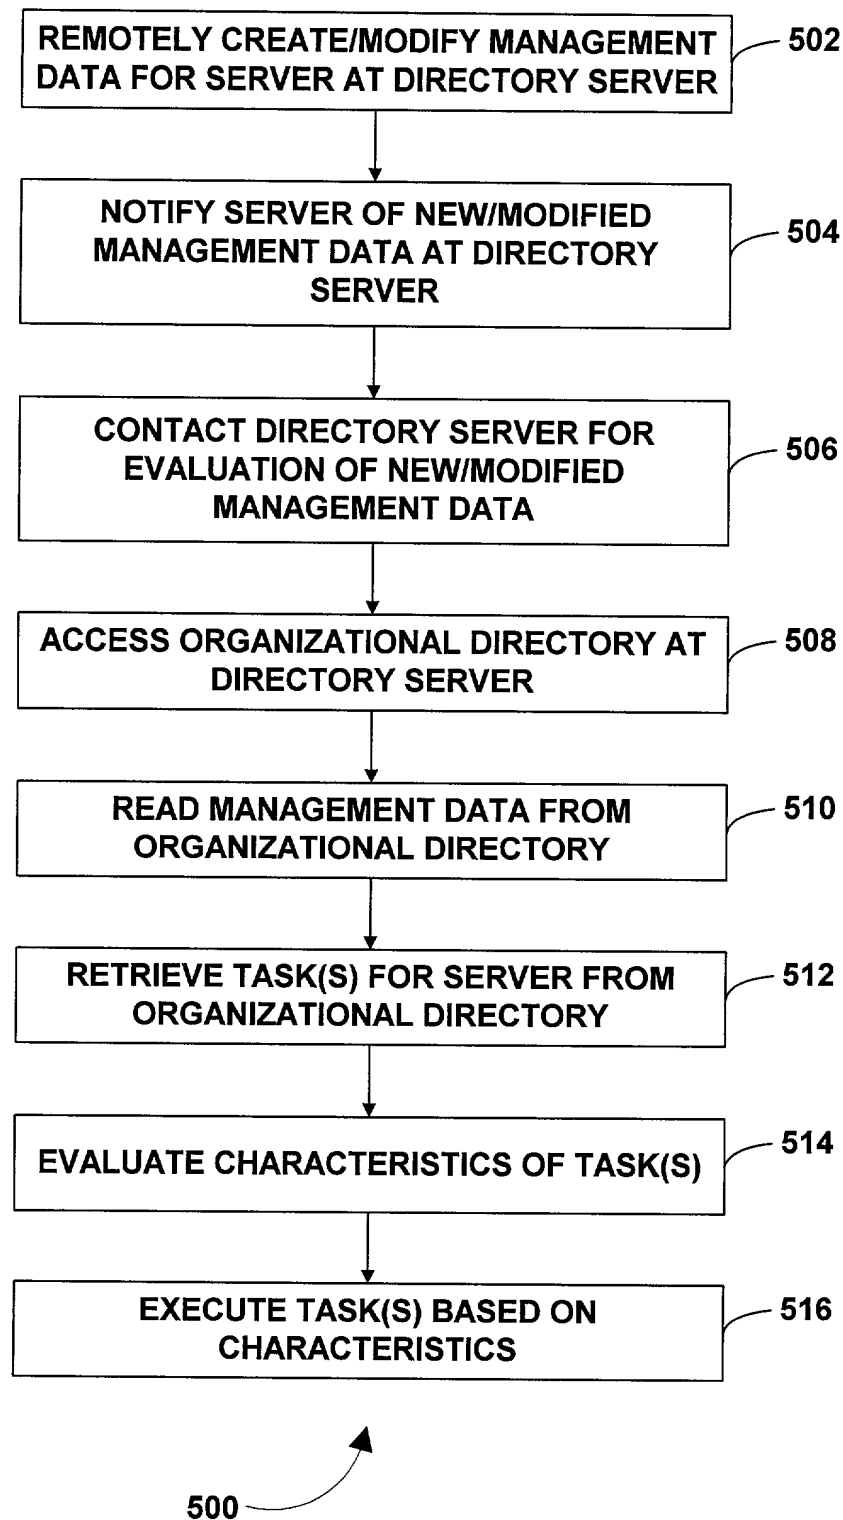 REMOTELY CREATE/MODIFY MANAGEMENT
DATA FOR SERVER AT DIRECTORY SERVER
502
NOTIFY SERVER OF NEW/MODIFIED
MANAGEMENT DATA AT DIRECTORY
SERVER
504
CONTACT DIRECTORY SERVER FOR
EVALUATION OF NEW/MODIFIED
MANAGEMENT DATA
506
ACCESS ORGANIZATIONAL DIRECTORY AT
DIRECTORY SERVER
508
READ MANAGEMENT DATA FROM
ORGANIZATIONAL DIRECTORY
510
RETRIEVE TASK(S) FOR SERVER FROM
ORGANIZATIONAL DIRECTORY
512
EVALUATE CHARACTERISTICS OF TASK(S)
514
EXECUTE TASK(S) BASED ON
CHARACTERISTICS
516
500